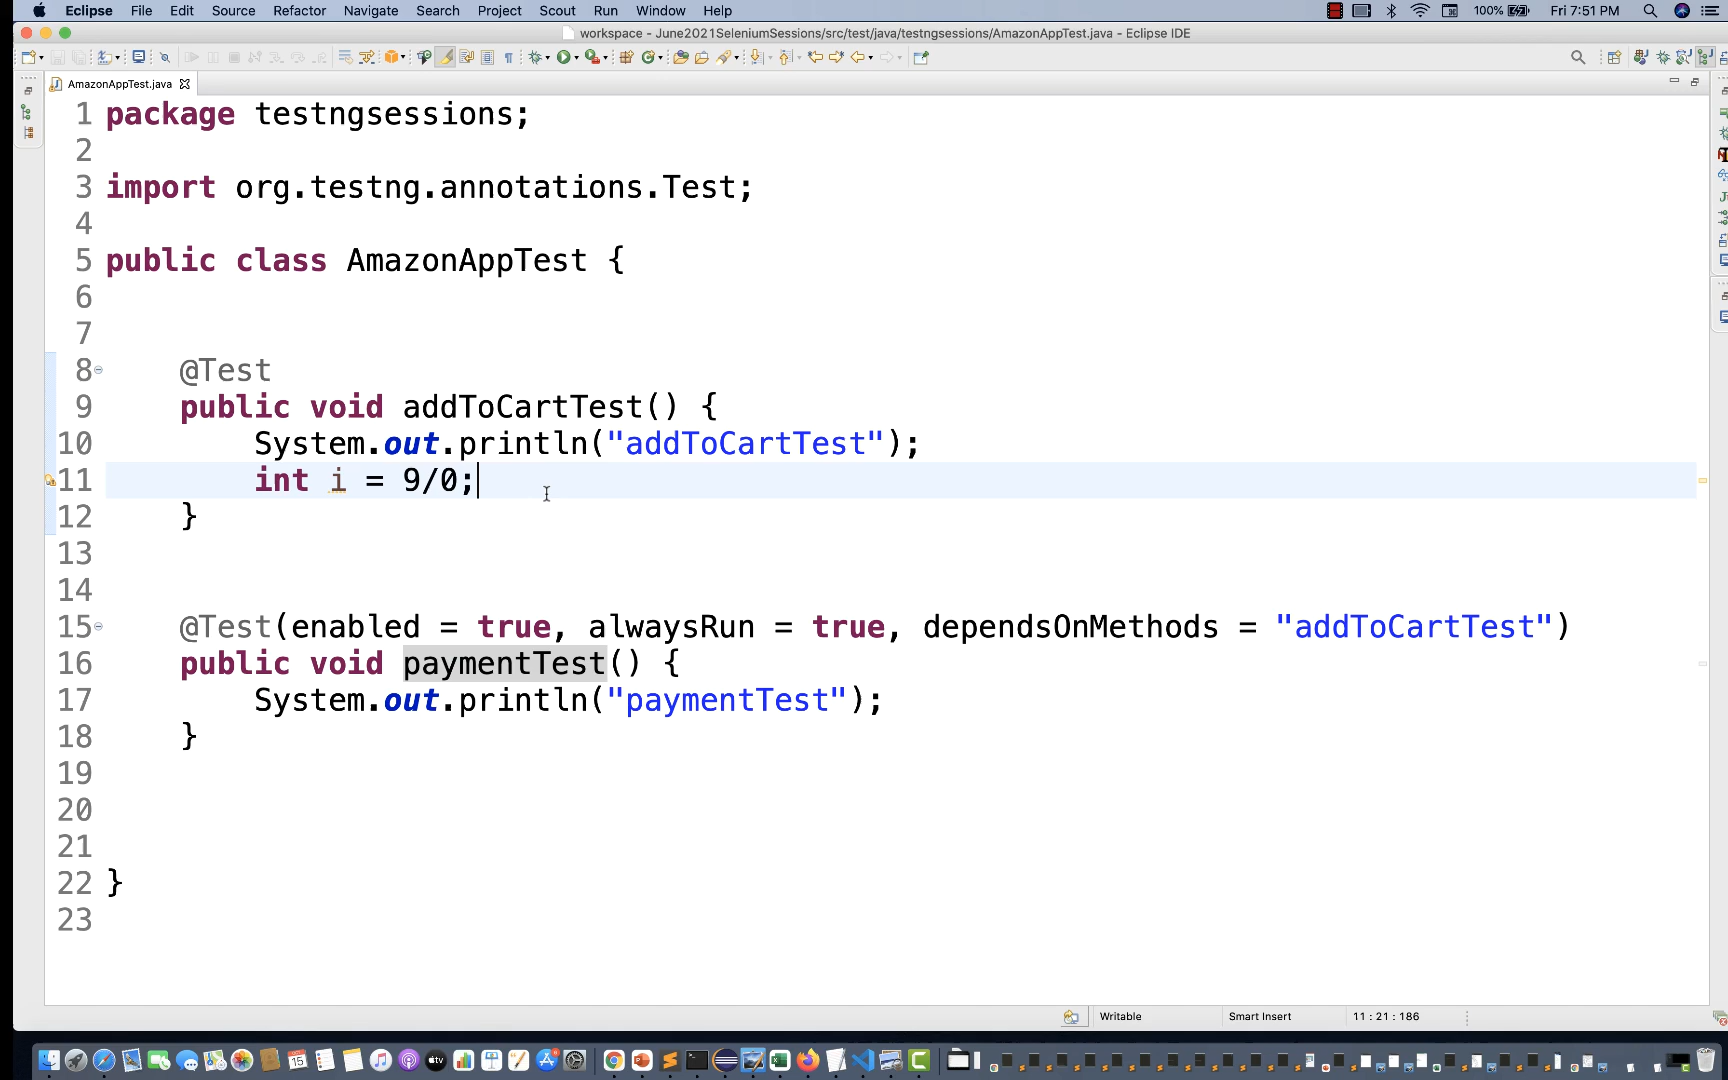 Eclipse File Edit Source Refactor Navigate Search Project Scout Run Window Help 100% Fri 7:51 PM
workspace - June2021SeleniumSessions/src/test/java/testngsessions/AmazonAppTest.java - Eclipse IDE
AmazonAppTest.java
1 package testngsessions;
2
3 import org.testng.annotations.Test;
4
5 public class AmazonAppTest {
6
7
8 @Test
9 public void addToCartTest() {
10 System.out.println("addToCartTest");
11 int i = 9/0;
12 }
13
14
15 @Test(enabled = true, alwaysRun = true, dependsOnMethods = "addToCartTest")
16 public void paymentTest() {
17 System.out.println("paymentTest");
18 }
19
20
21
22 }
23
Writable Smart Insert 11 : 21 : 186